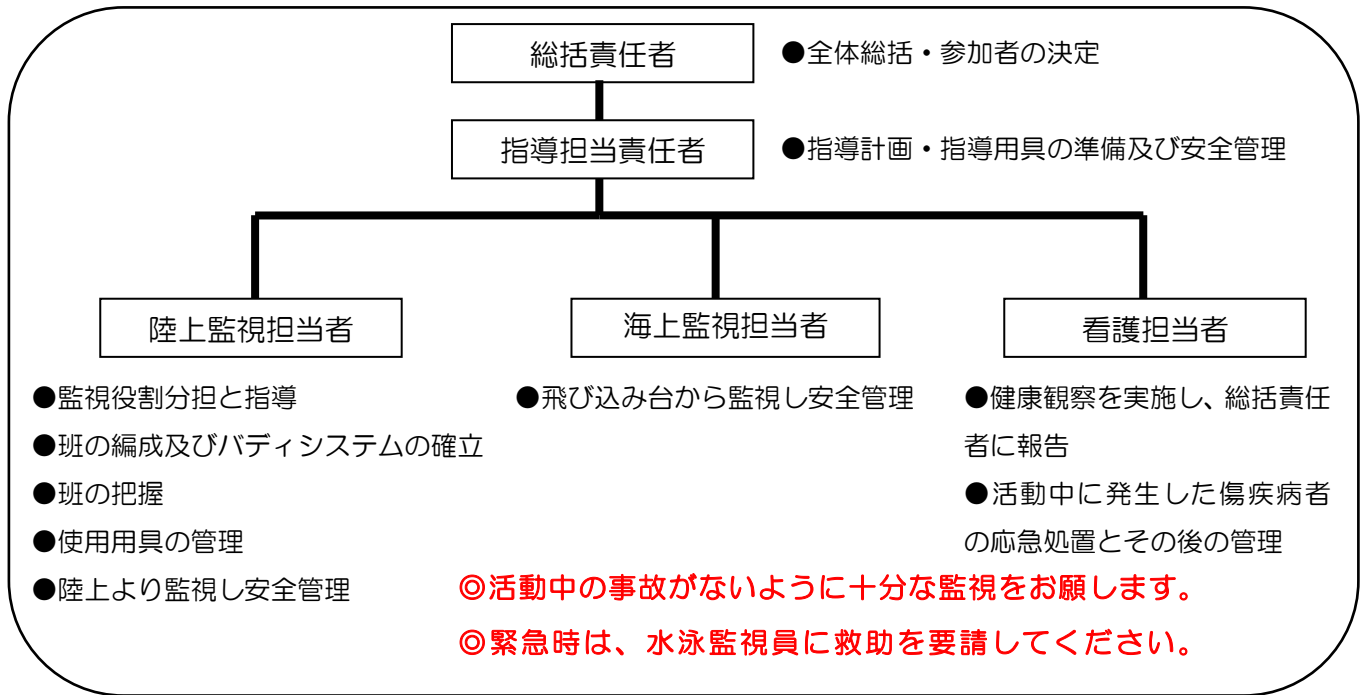 総括責任者
●全体総括・参加者の決定
指導担当責任者
●指導計画・指導用具の準備及び安全管理
陸上監視担当者
●監視役割分担と指導
●班の編成及びバディシステムの確立
●班の把握
●使用用具の管理
●陸上より監視し安全管理
海上監視担当者
●飛び込み台から監視し安全管理
看護担当者
●健康観察を実施し、総括責任
者に報告
●活動中に発生した傷疾病者
の応急処置とその後の管理
◎活動中の事故がないように十分な監視をお願します。
◎緊急時は、水泳監視員に救助を要請してください。